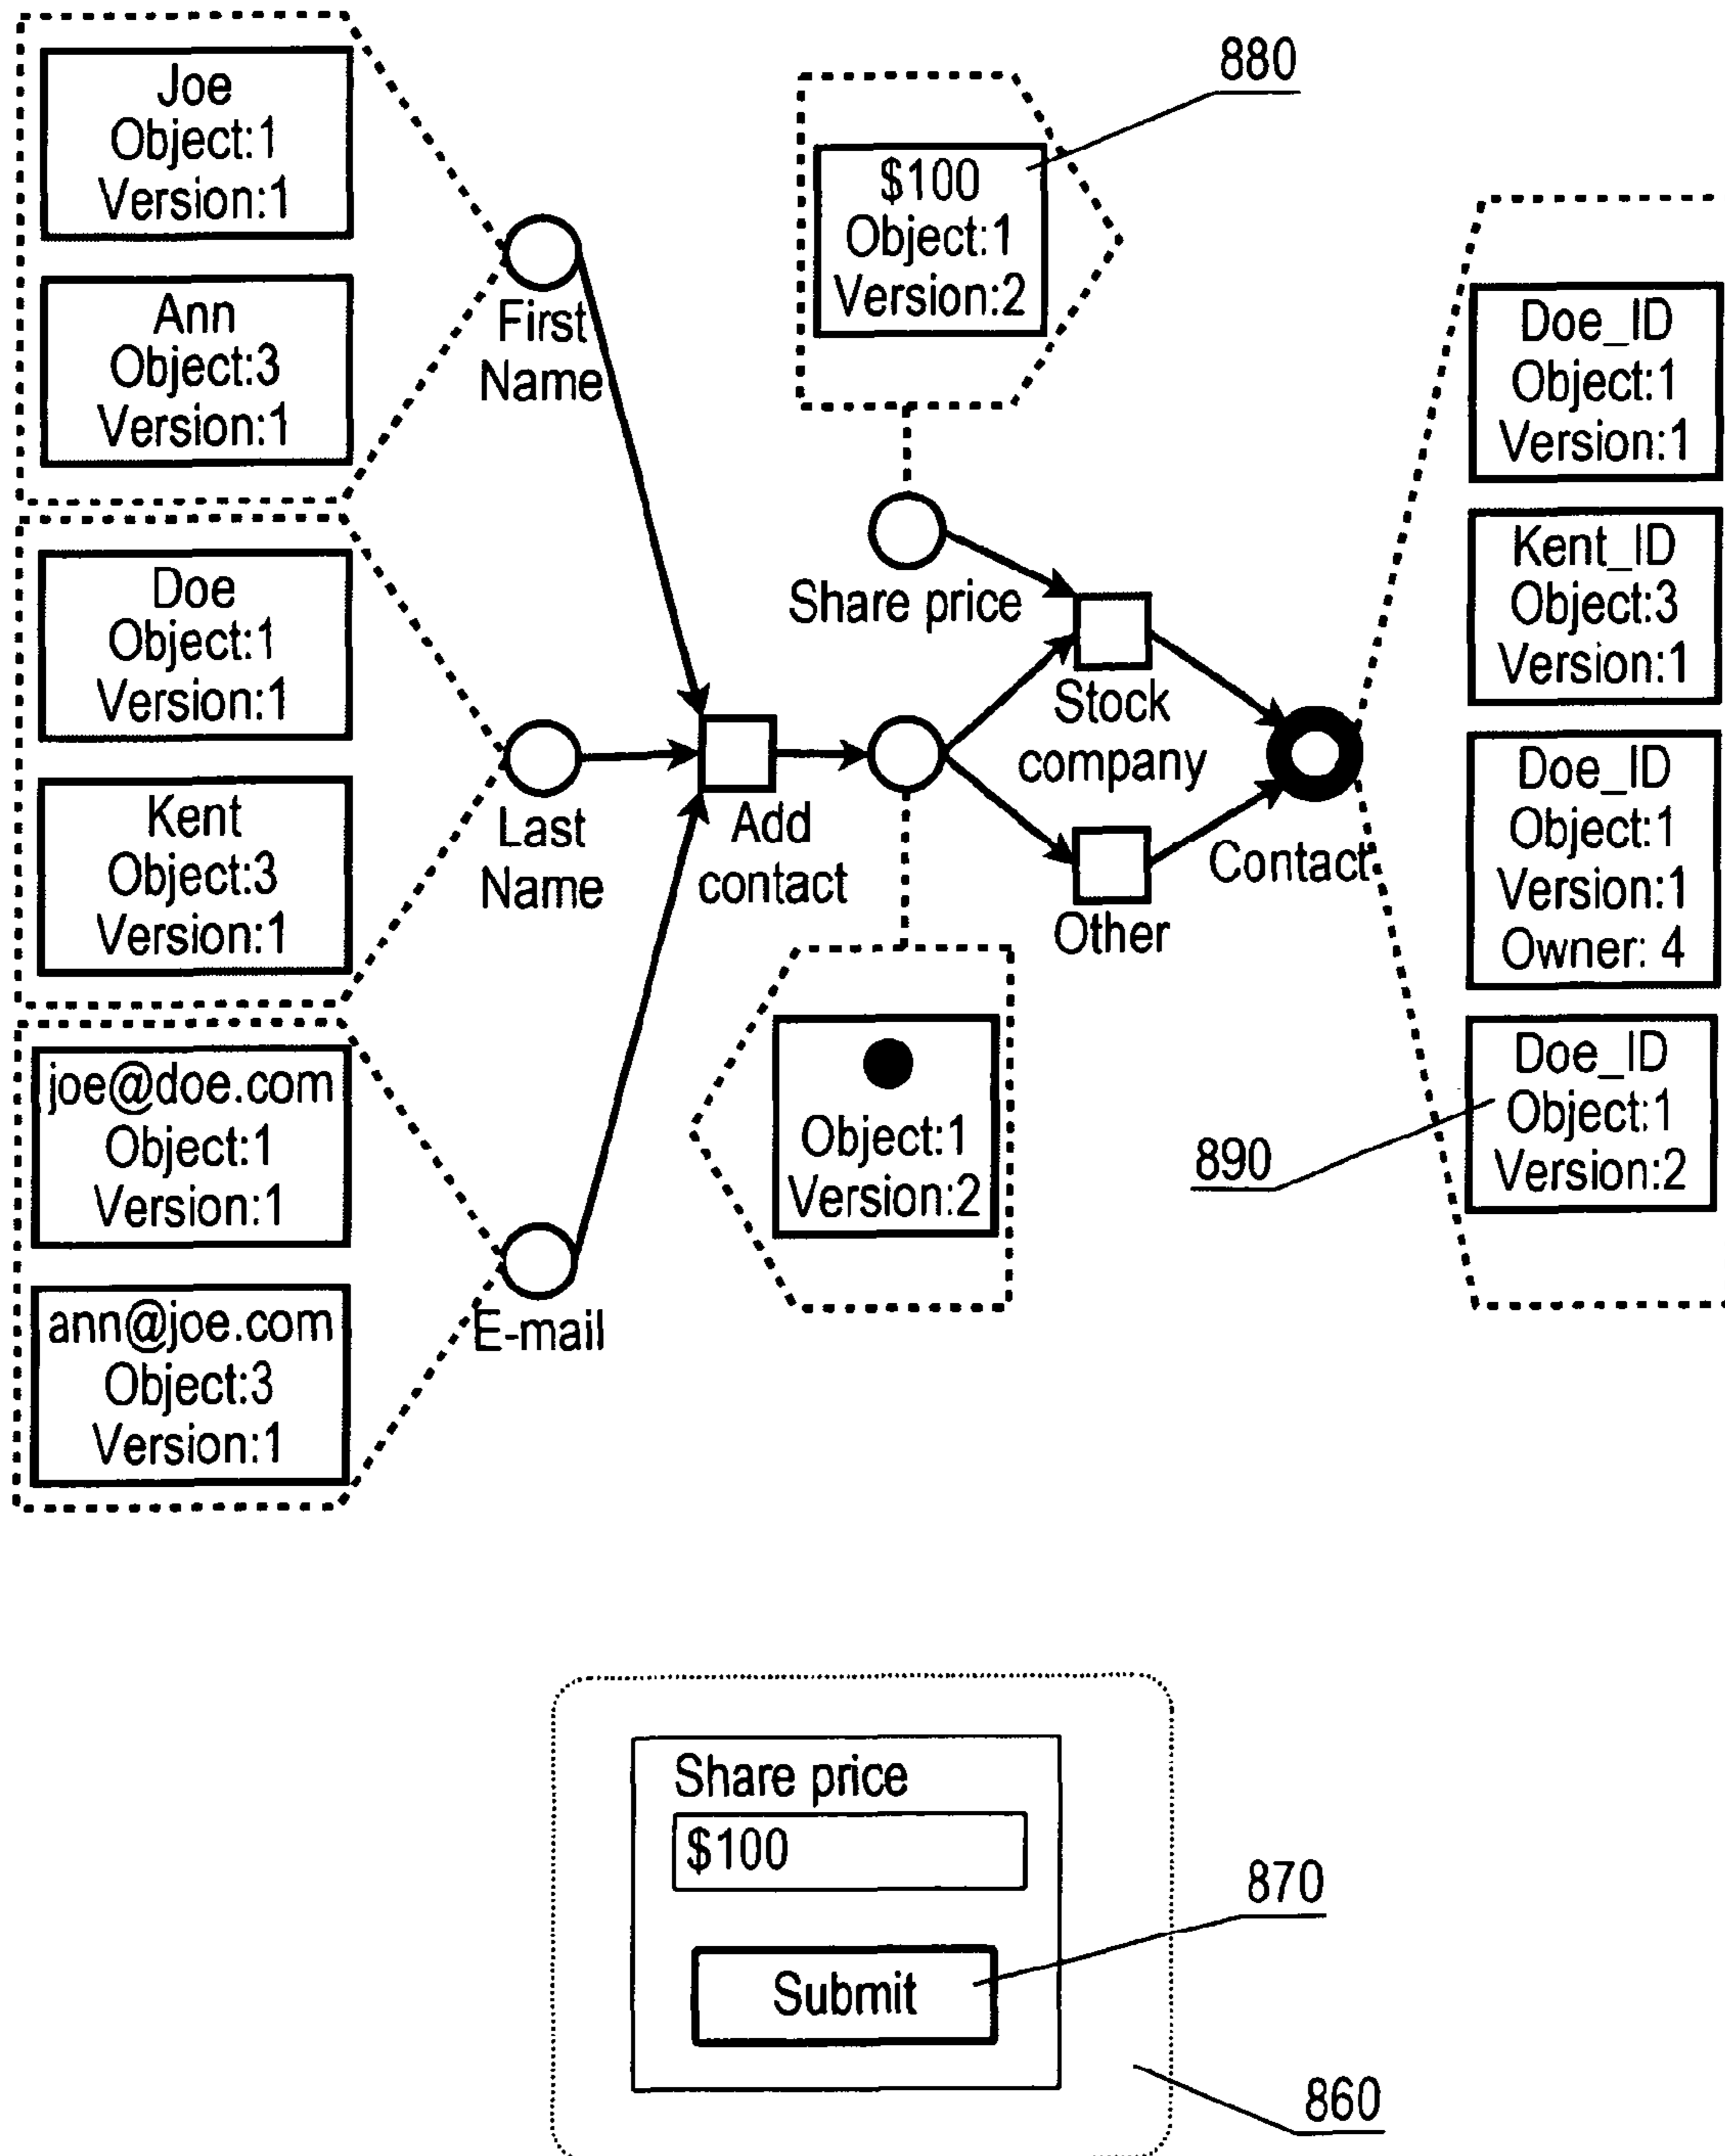 Joe
Object:1
Version:1
Ann
Object:3
Version:1
First
Name
Doe
Object:1
Version:1
Kent
Object:3
Version:1
Last
Name
joe@doe.com
Object:1
Version:1
ann@joe.com
Object:3
Version:1
E-mail
Add
contact
880
$100
Object:1
Version:2
Share price
Stock
company
Other
Object:1
Version:2
Contact
Doe_ID
Object:1
Version:1
Kent_ID
Object:3
Version:1
Doe_ID
Object:1
Version:1
Owner: 4
Doe_ID
Object:1
Version:2
890
Share price
$100
Submit
870
860